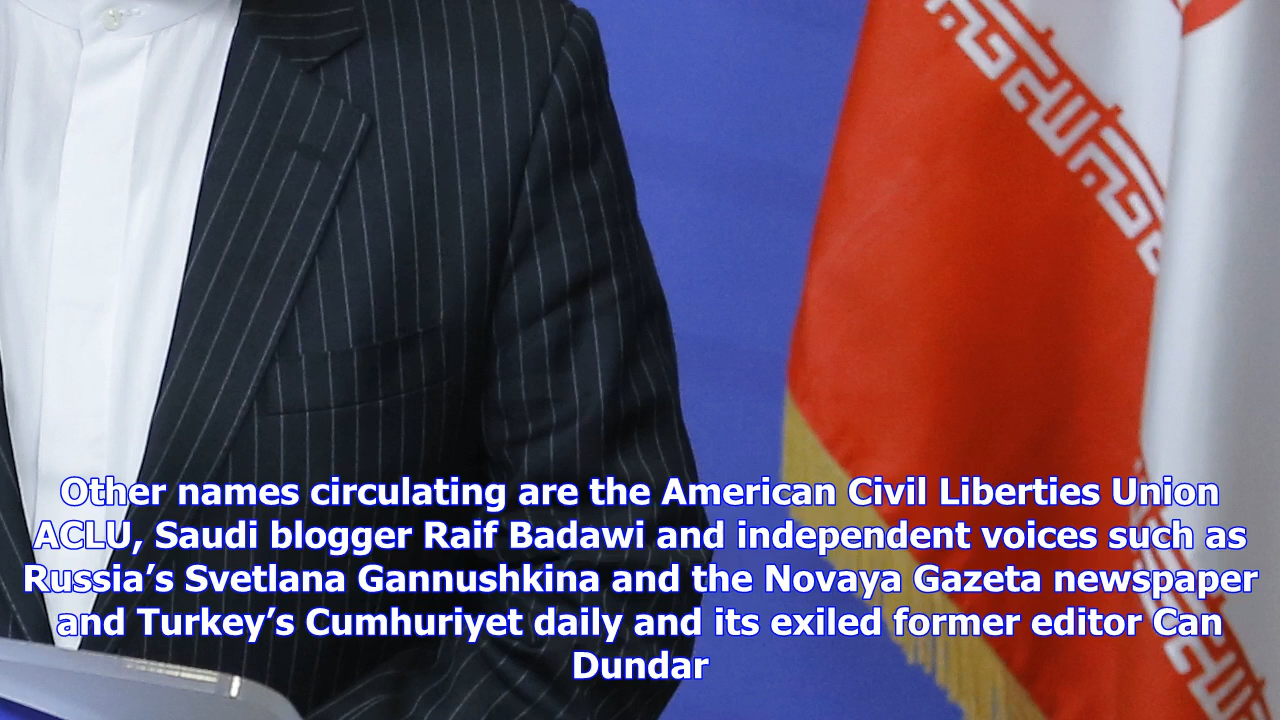 Other names circulating are the American Civil Liberties Union
ACLU, Saudi blogger Raif Badawi and independent voices such as
Russia’s Svetlana Gannushkina and the Novaya Gazeta newspaper
and Turkey’s Cumhuriyet daily and its exiled former editor Can
Dundar